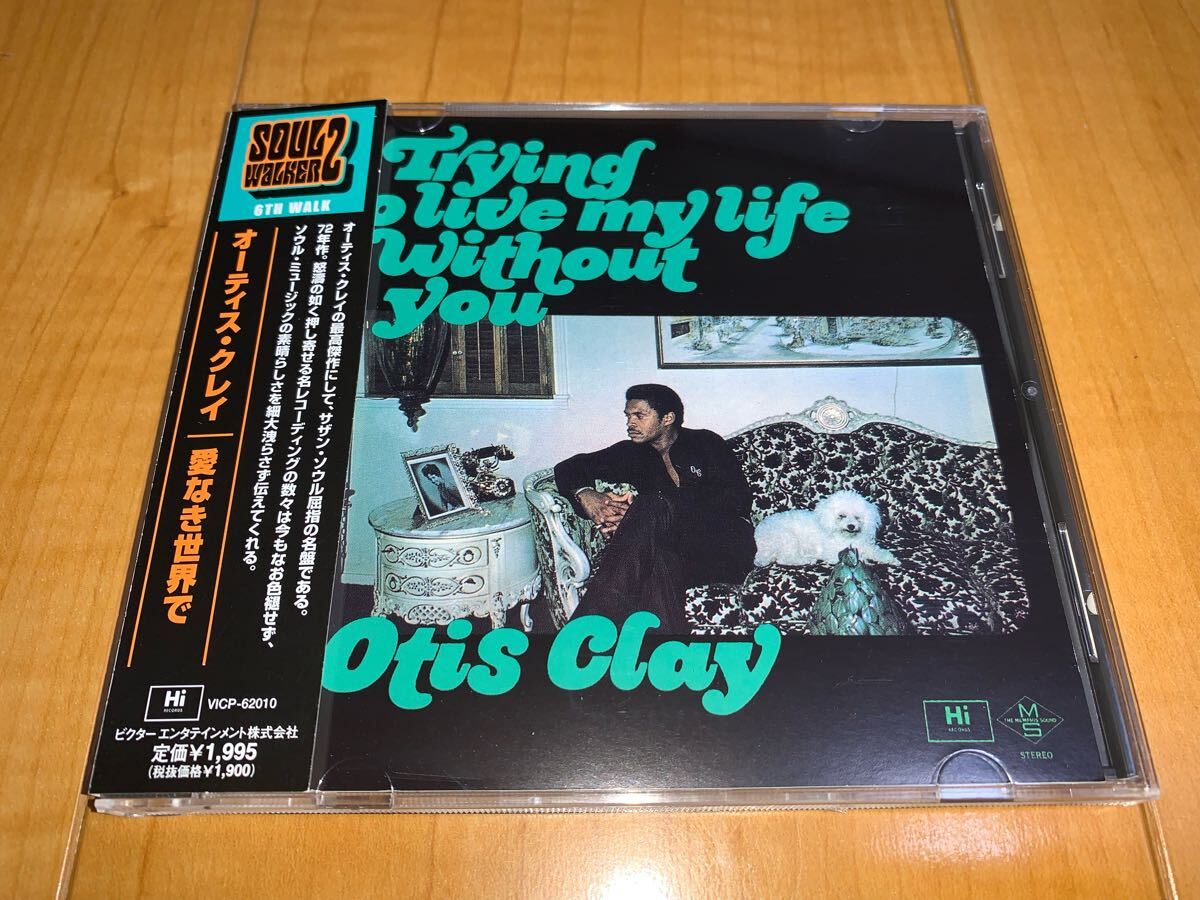 SOUL
WALKER 2
6TH WALK
オーティス・クレイ｜愛なき世界で
オーティス・クレイの最高傑作にして、サザン・ソウル屈指の名盤である。
72年作。怒濤の如く押し寄せる名レコーディングの数々は今もなお色褪せず、
ソウル・ミュージックの素晴らしさを細大洩らさず伝えてくれる。
Hi
RECORDS
VICP-62010
ビクター エンタテインメント株式会社
定価¥1,995
(税抜価格¥1,900)
Trying
o live my life
Without
you
Otis Clay
Hi
RECORDS
M
THE MEMPHIS SOUND
S
STEREO